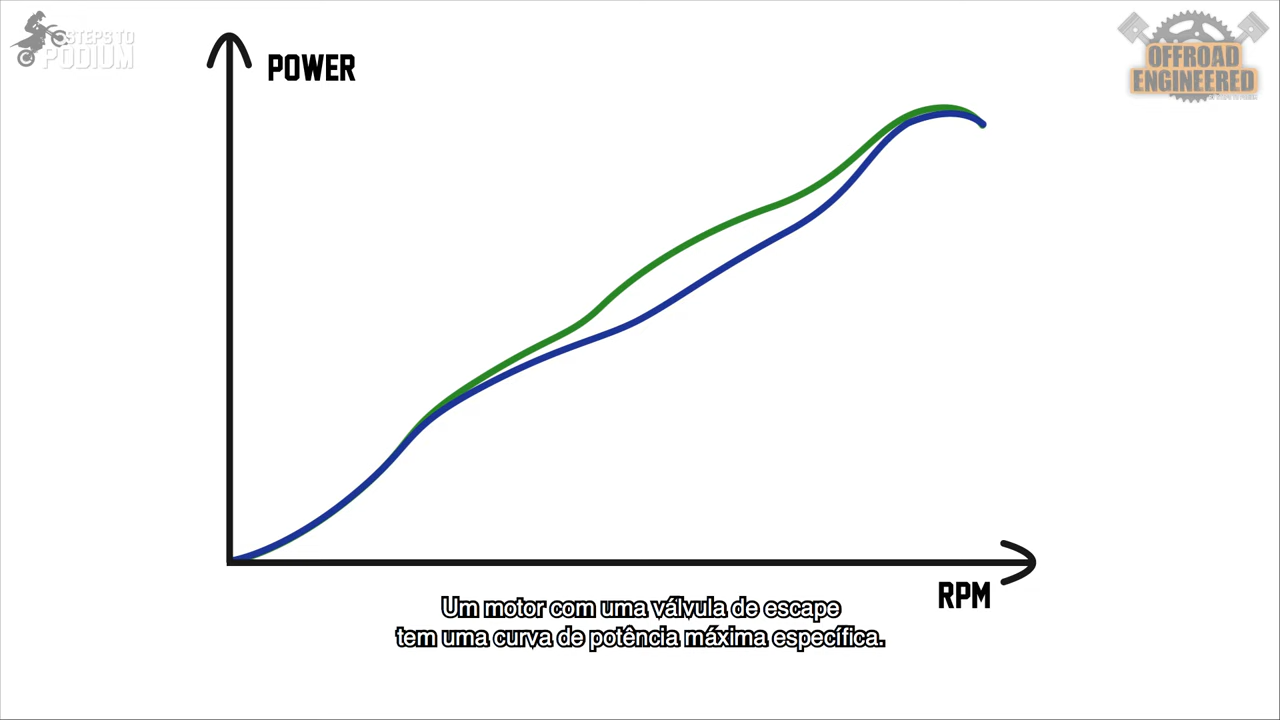 STEPS TO
PODIUM
POWER
OFFROAD
ENGINEERED
RPM
Um motor com uma válvula de escape
tem uma curva de potência máxima específica.